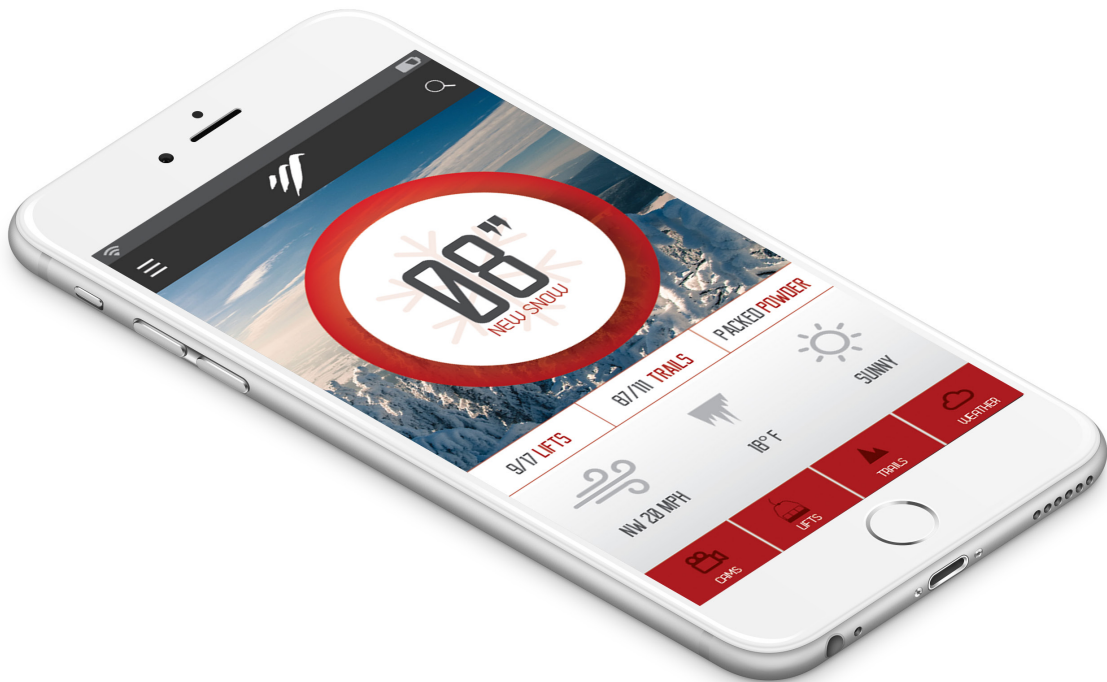 08"
NEW SNOW
9/17 LIFTS
87/111 TRAILS
PACKED POWDER
NW 20 MPH
18° F
SUNNY
CAMS
LIFTS
TRAILS
WEATHER